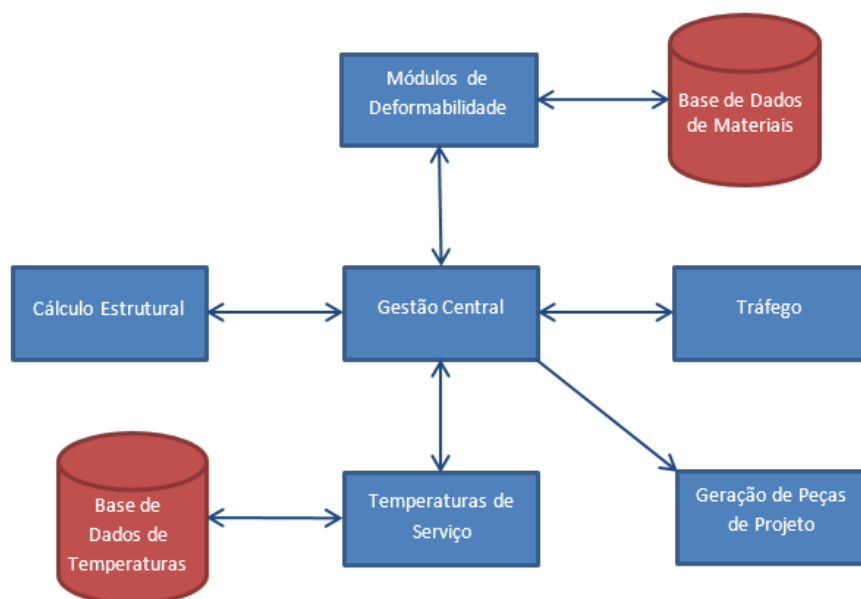 Módulos de
Deformabilidade
Base de Dados
de Materiais
Cálculo Estrutural
Gestão Central
Tráfego
Base de
Dados de
Temperaturas
Temperaturas de
Serviço
Geração de Peças
de Projeto